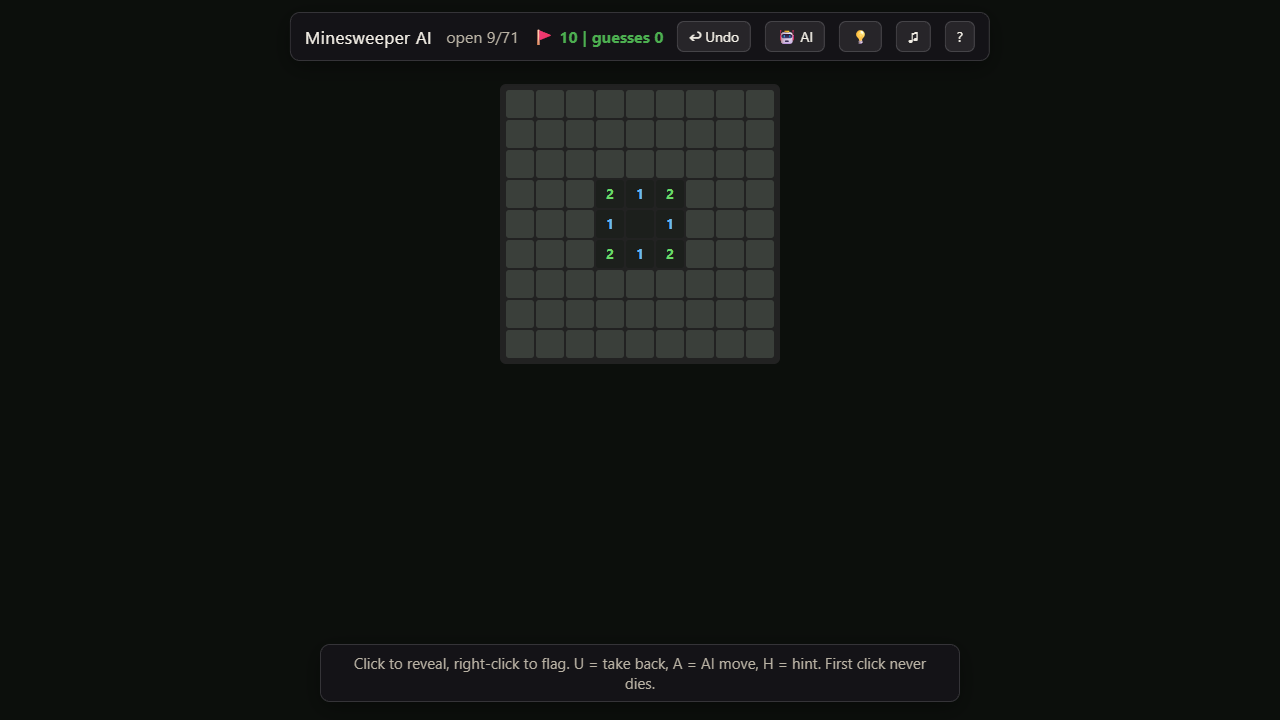 Minesweeper AI open 9/71 10 | guesses 0 Undo AI ?
2 1 2
1 1
2 1 2
Click to reveal, right-click to flag. U = take back, A = AI move, H = hint. First click never
dies.